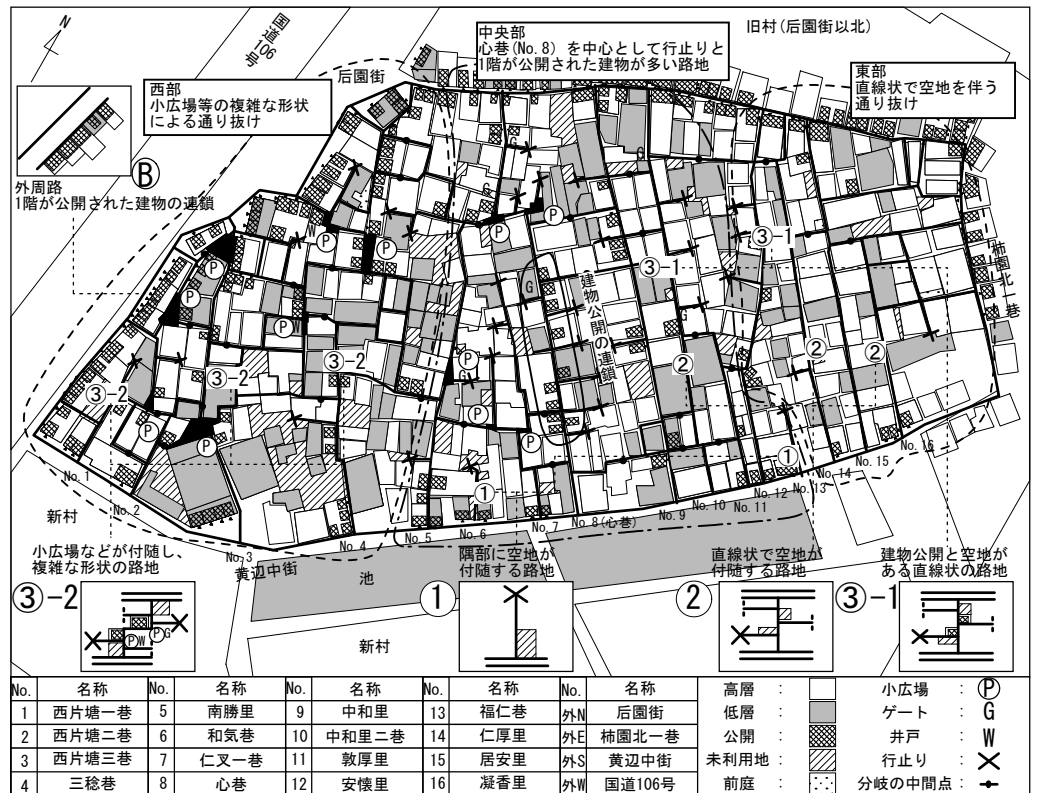 N
国道106号
后園街
旧村(后園街以北)
中央部
心巷(No.8) を中心として行止りと
1階が公開された建物が多い路地
西部
小広場等の複雑な形状
による通り抜け
東部
直線状で空地を伴う
通り抜け
外周路
1階が公開された建物の連鎖
Ⓑ
柿園北一巷
建物公開の連鎖
③-1
③-1
③-2
③-2
③-2
②
②
②
①
①
Ⓟ
Ⓟ
Ⓟ
Ⓟ
Ⓟ
Ⓟ
Ⓟ
Ⓟ
Ⓟ
Ⓟ
Ⓟ
Ⓟ
G
G
G
G
G
W
W
No.1
No.2
No.3
No.4
No.5
No.6
No.7
No.8(心巷)
No.9
No.10
No.11
No.12
No.13
No.14
No.15
No.16
新村
黄辺中街
池
新村
小広場などが付随し、
複雑な形状の路地
③-2
ⓅW
ⓅG
隅部に空地が
付随する路地
①
直線状で空地が
付随する路地
②
建物公開と空地が
ある直線状の路地
③-1
No. 名称 No. 名称 No. 名称 No. 名称 No. 名称
1 西片塘一巷 5 南勝里 9 中和里 13 福仁巷 外N 后園街
2 西片塘二巷 6 和気巷 10 中和里二巷 14 仁厚里 外E 柿園北一巷
3 西片塘三巷 7 仁叉一巷 11 敦厚里 15 居安里 外S 黄辺中街
4 三稔巷 8 心巷 12 安懐里 16 凝香里 外W 国道106号
高層 : 小広場 : Ⓟ
低層 : ゲート : G
公開 : 井戸 : W
未利用地 : 行止り :
前庭 : 分岐の中間点 :